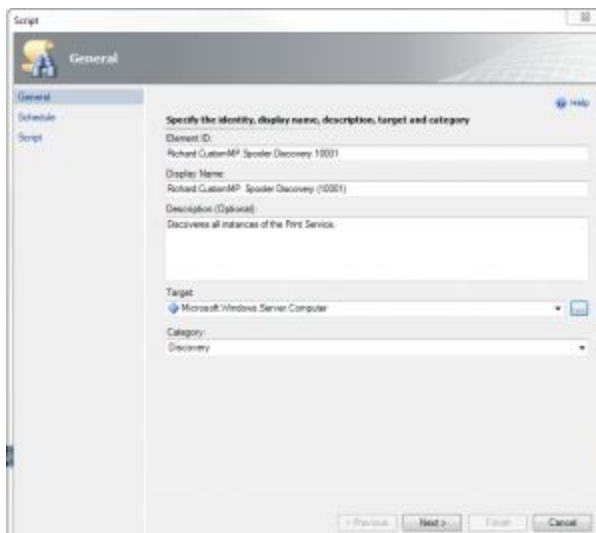 Script
General
General
Schedule
Script
Help
Specify the identity, display name, description, target and category
Element ID:
Richard.CustomMP.Spooler.Discovery.10001
Display Name:
Richard.CustomMP. Spooler Discovery (10001)
Description (Optional):
Discoveres all instances of the Print Service.
Target:
Microsoft.Windows.Server.Computer
Category:
Discovery
< Previous
Next >
Finish
Cancel